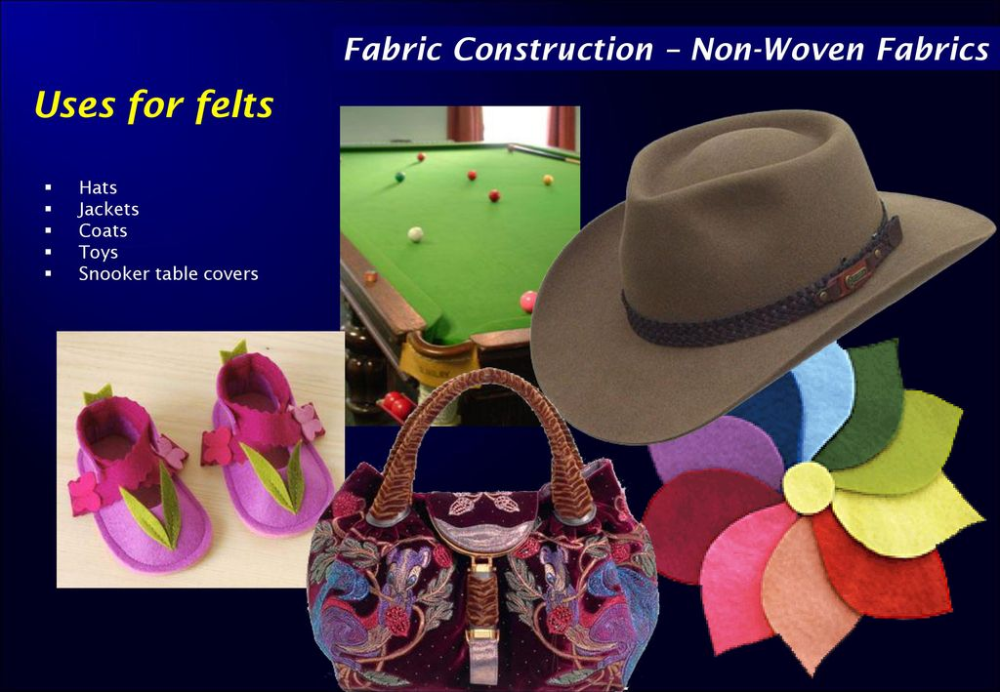 Fabric Construction – Non-Woven Fabrics
Uses for felts
▪ Hats
▪ Jackets
▪ Coats
▪ Toys
▪ Snooker table covers